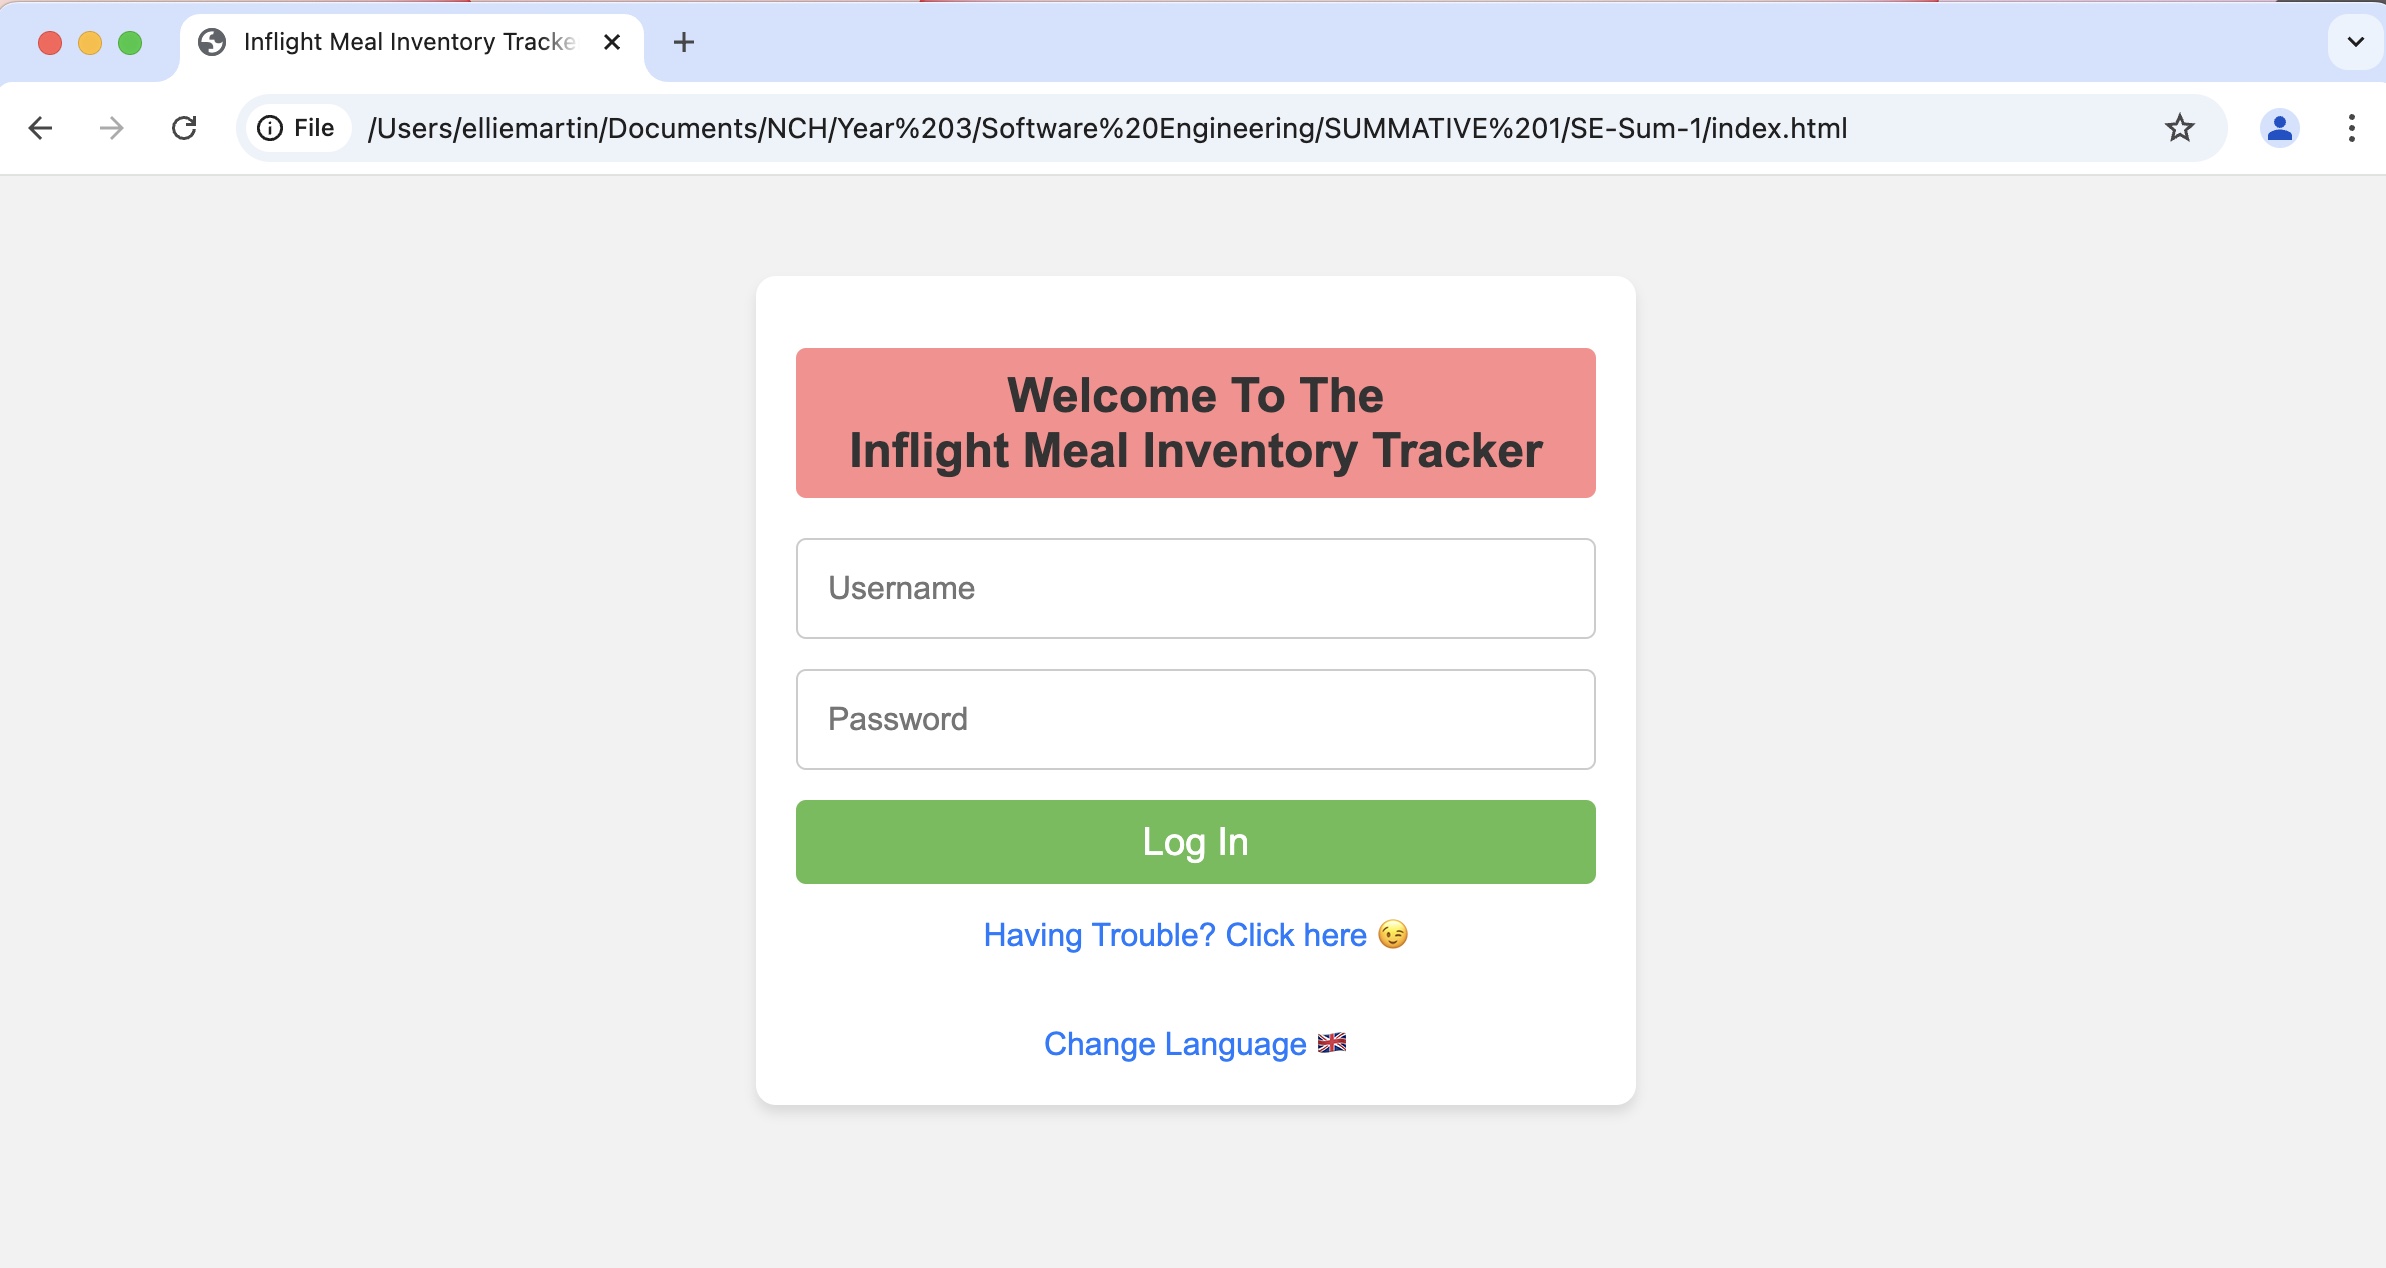 Inflight Meal Inventory Tracke
File /Users/elliemartin/Documents/NCH/Year%203/Software%20Engineering/SUMMATIVE%201/SE-Sum-1/index.html
Welcome To The
Inflight Meal Inventory Tracker
Username
Password
Log In
Having Trouble? Click here 😉
Change Language 🇬🇧